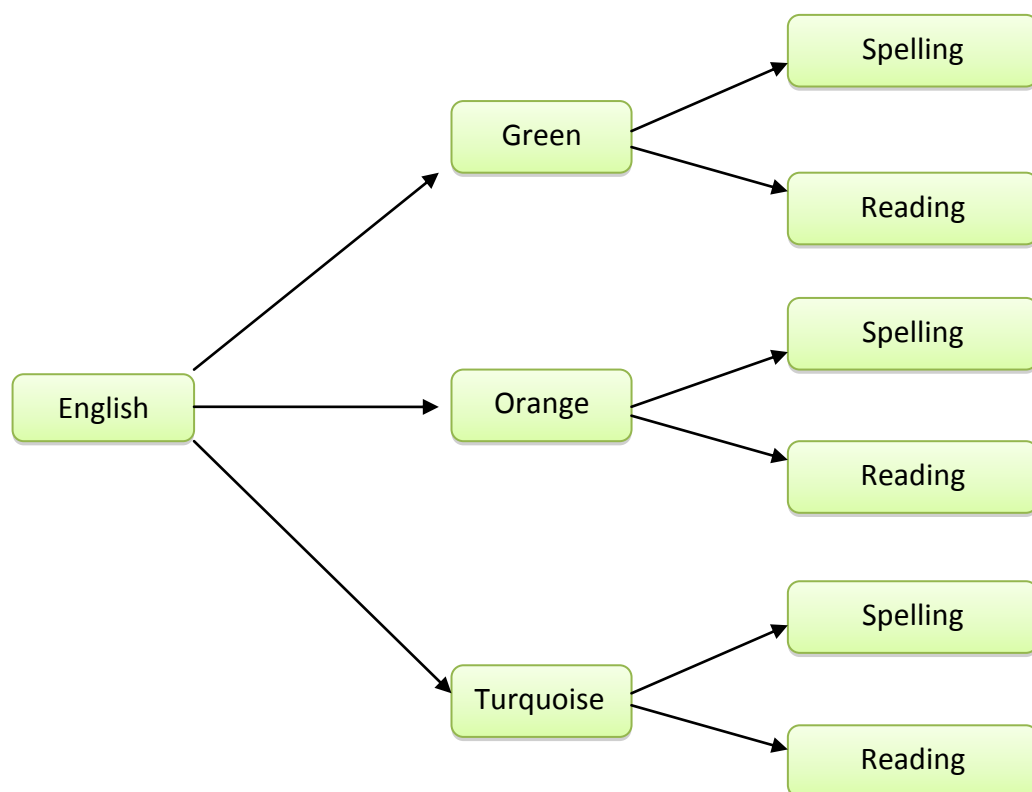 Spelling
Green
Reading
Spelling
English
Orange
Reading
Spelling
Turquoise
Reading